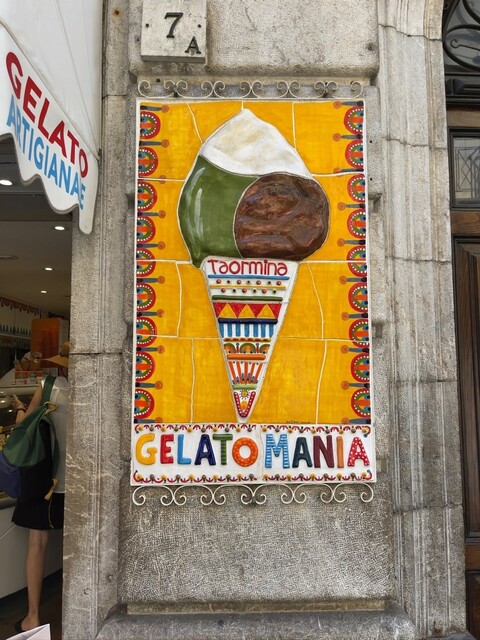 7
A
GELATO
ARTIGIANALE
Taormina
GELATOMANIA